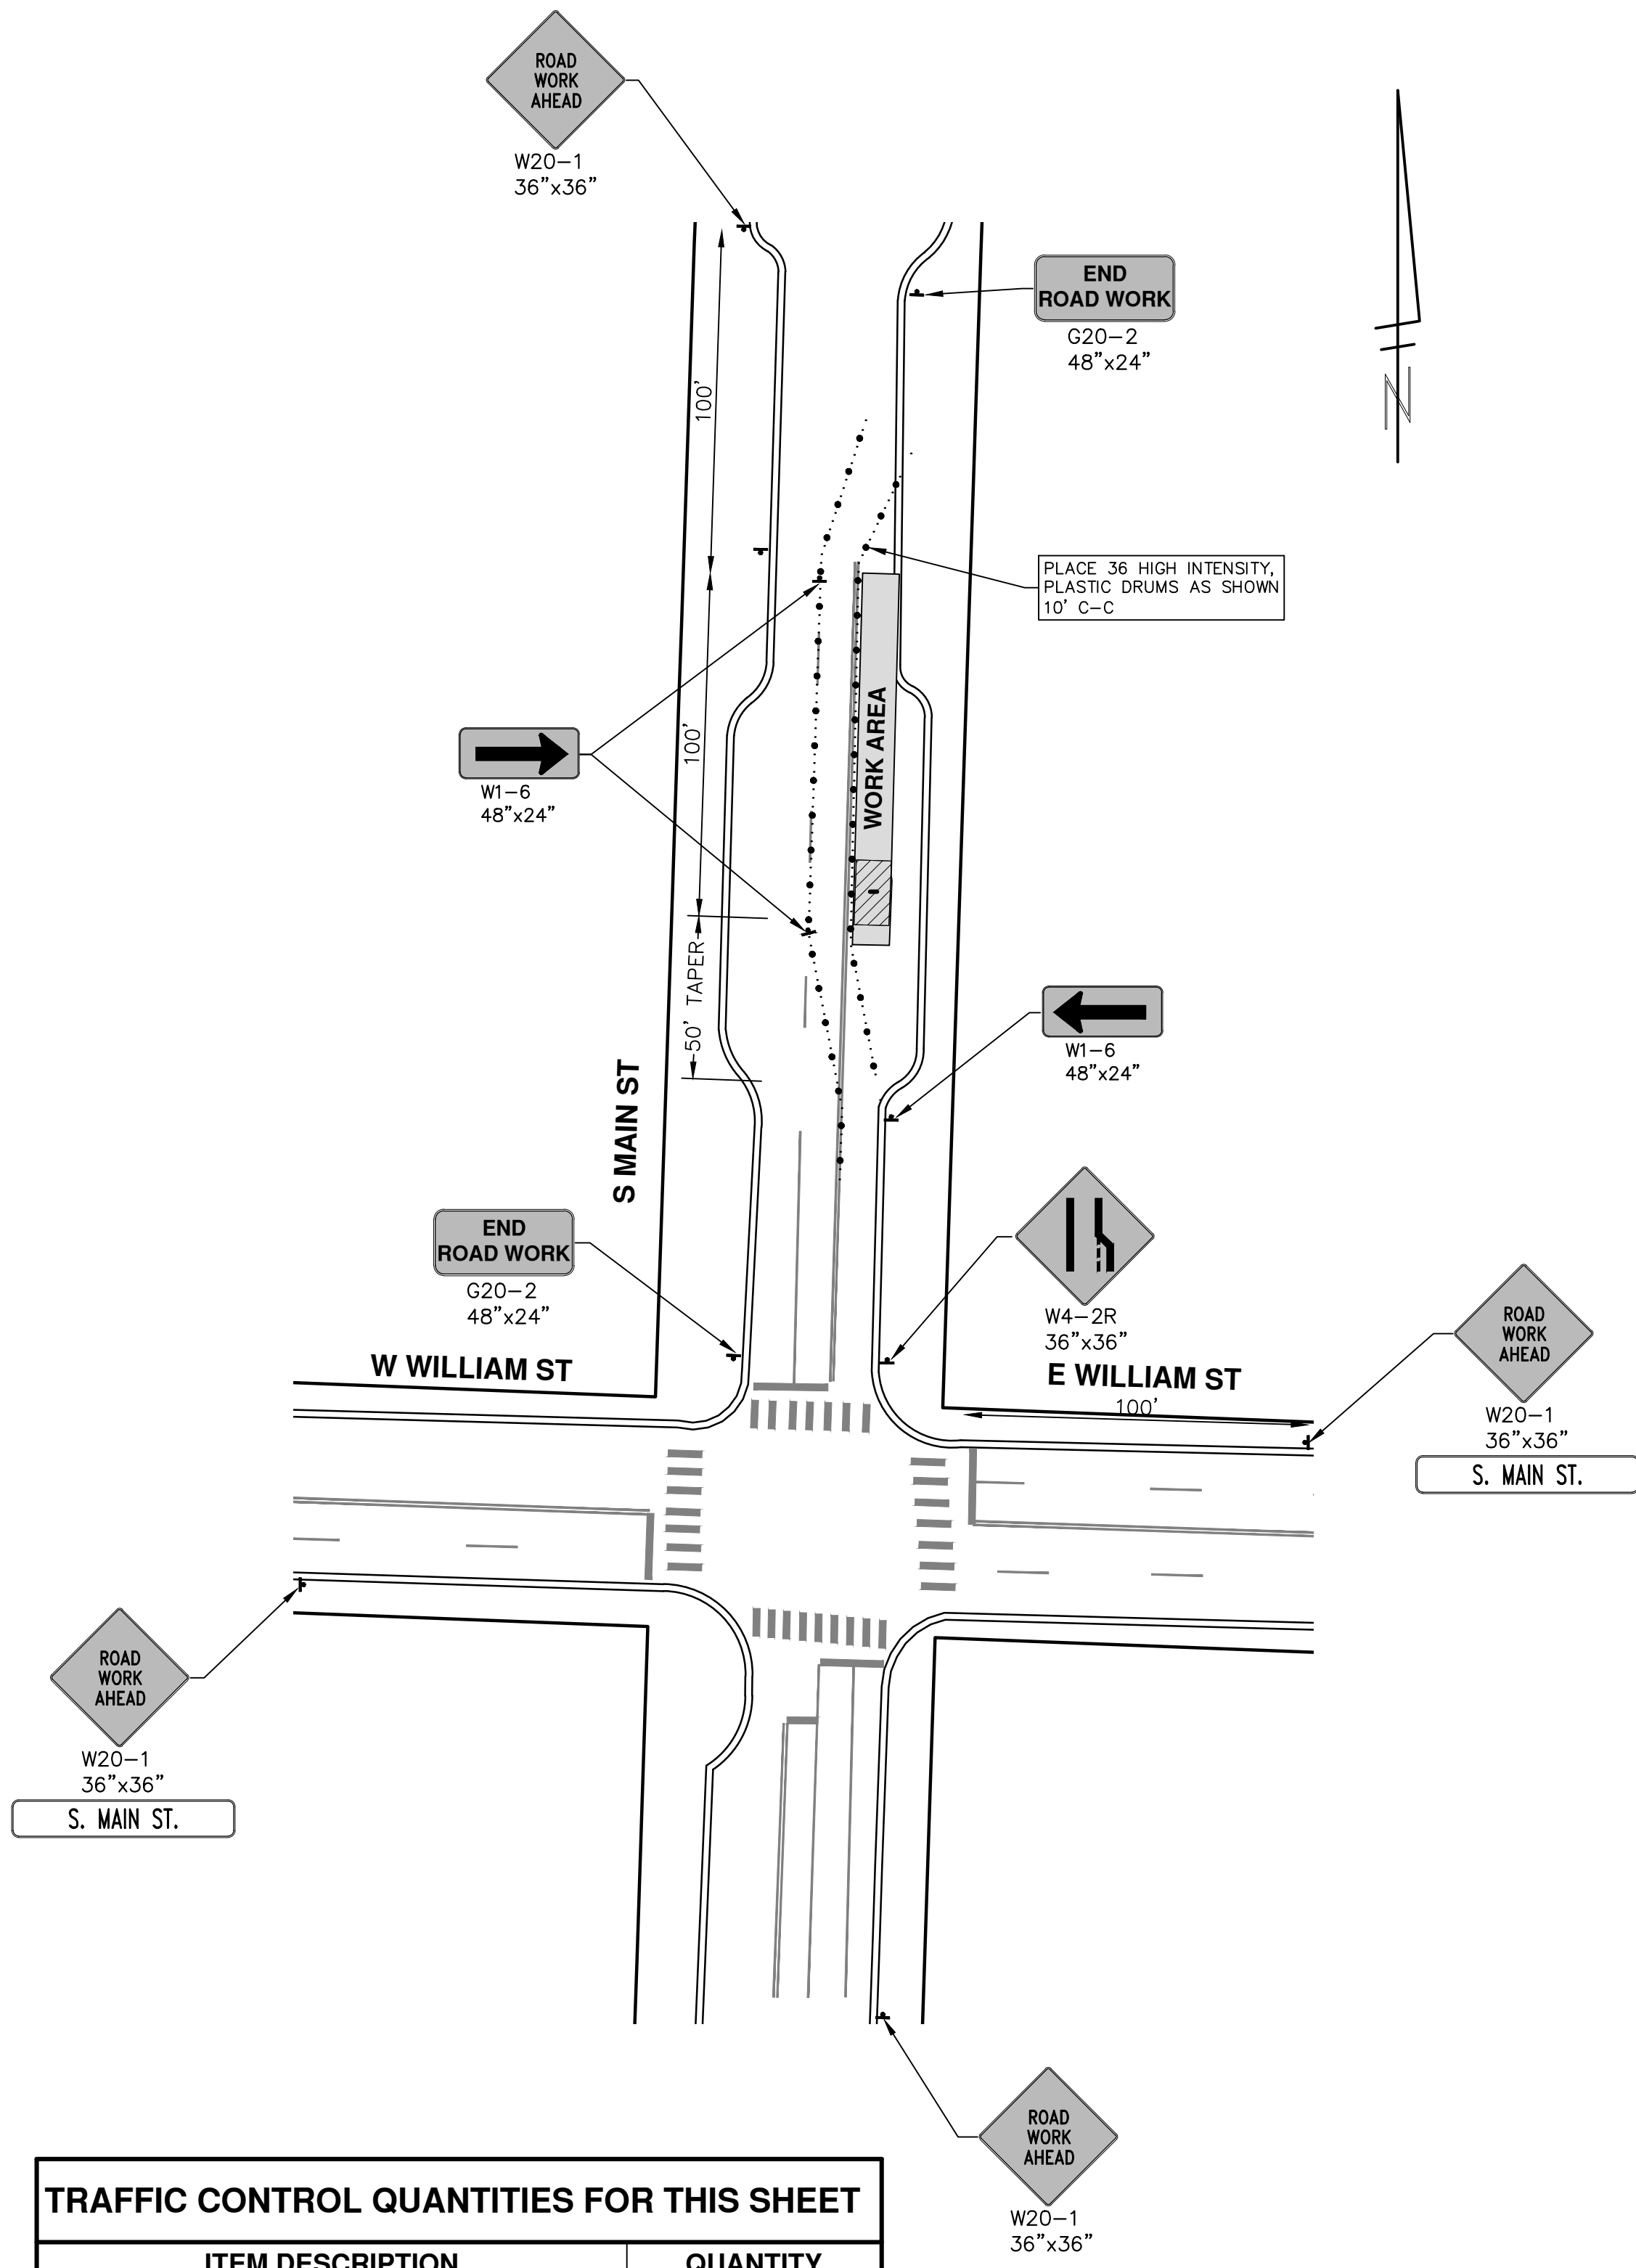 ROAD
WORK
AHEAD
W20-1
36"x36"
END
ROAD WORK
G20-2
48"x24"
N
100'
PLACE 36 HIGH INTENSITY,
PLASTIC DRUMS AS SHOWN
10' C-C
WORK AREA
100'
W1-6
48"x24"
50' TAPER
W1-6
48"x24"
S MAIN ST
END
ROAD WORK
G20-2
48"x24"
W4-2R
36"x36"
W WILLIAM ST
E WILLIAM ST
100'
ROAD
WORK
AHEAD
W20-1
36"x36"
S. MAIN ST.
ROAD
WORK
AHEAD
W20-1
36"x36"
S. MAIN ST.
ROAD
WORK
AHEAD
W20-1
36"x36"
TRAFFIC CONTROL QUANTITIES FOR THIS SHEET
ITEM DESCRIPTION QUANTITY